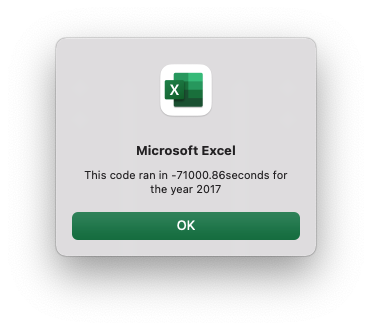 X
Microsoft Excel
This code ran in -71000.86seconds for
the year 2017
OK